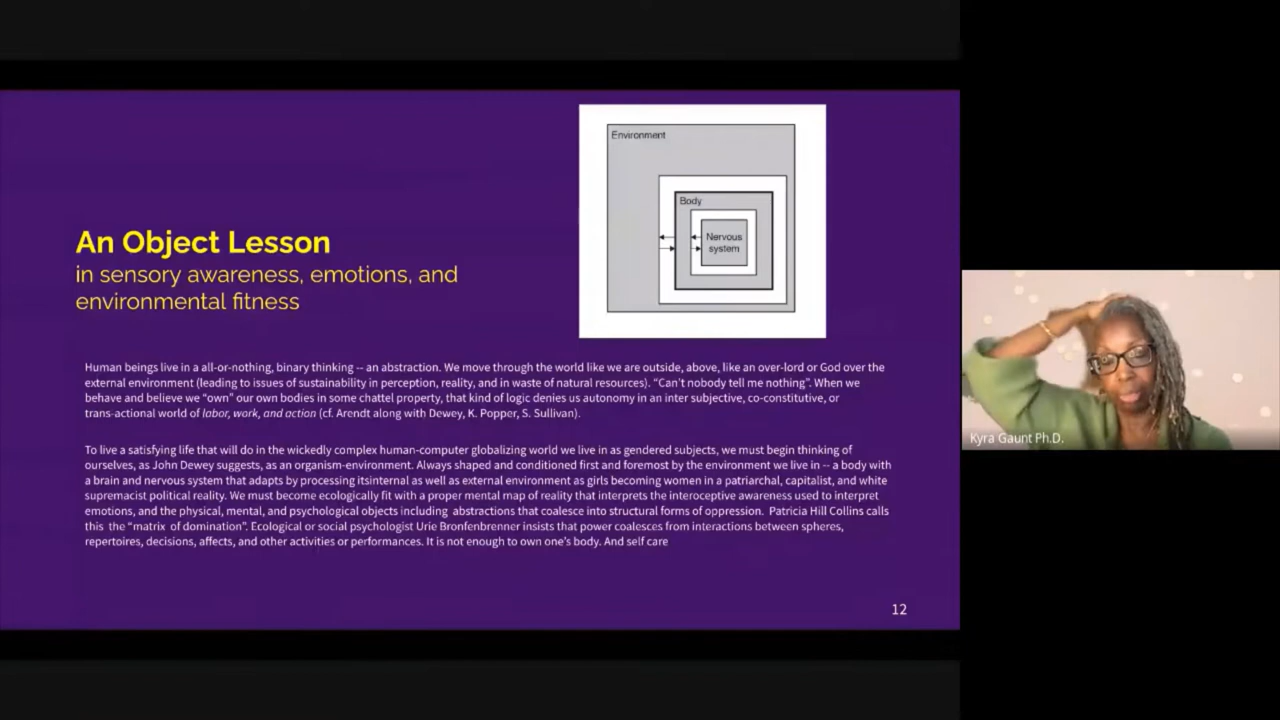 Environment
Body
Nervous
system
An Object Lesson
in sensory awareness, emotions, and
environmental fitness
Human beings live in a all-or-nothing, binary thinking -- an abstraction. We move through the world like we are outside, above, like an over-lord or God over the
external environment (leading to issues of sustainability in perception, reality, and in waste of natural resources). “Can’t nobody tell me nothing”. When we
behave and believe we “own” our own bodies in some chattel property, that kind of logic denies us autonomy in an inter subjective, co-constitutive, or
trans-actional world of labor, work, and action (cf. Arendt along with Dewey, K. Popper, S. Sullivan).
To live a satisfying life that will do in the wickedly complex human-computer globalizing world we live in as gendered subjects, we must begin thinking of
ourselves, as John Dewey suggests, as an organism-environment. Always shaped and conditioned first and foremost by the environment we live in -- a body with
a brain and nervous system that adapts by processing itsinternal as well as external environment as girls becoming women in a patriarchal, capitalist, and white
supremacist political reality. We must become ecologically fit with a proper mental map of reality that interprets the interoceptive awareness used to interpret
emotions, and the physical, mental, and psychological objects including abstractions that coalesce into structural forms of oppression. Patricia Hill Collins calls
this the “matrix of domination”. Ecological or social psychologist Urie Bronfenbrenner insists that power coalesces from interactions between spheres,
repertoires, decisions, affects, and other activities or performances. It is not enough to own one’s body. And self care
12
Kyra Gaunt Ph.D.